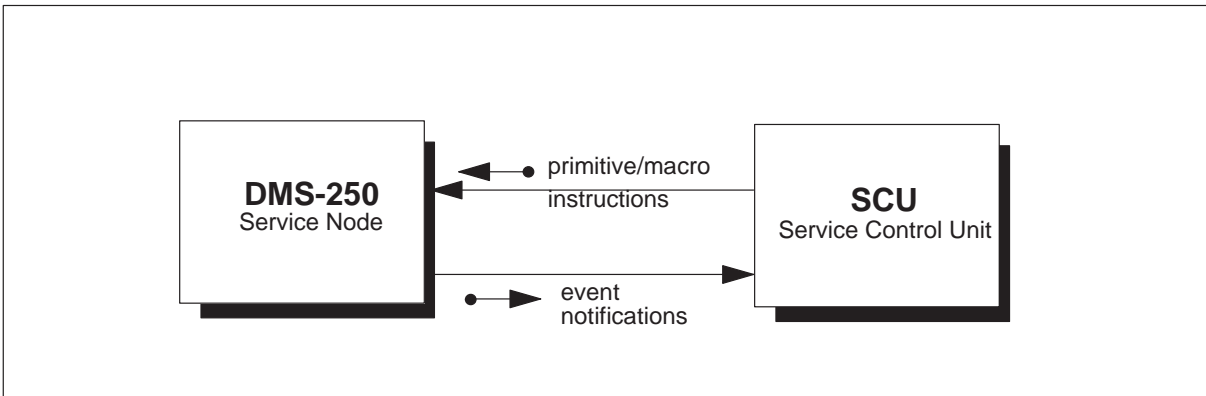 DMS-250
Service Node
primitive/macro
instructions
event
notifications
SCU
Service Control Unit